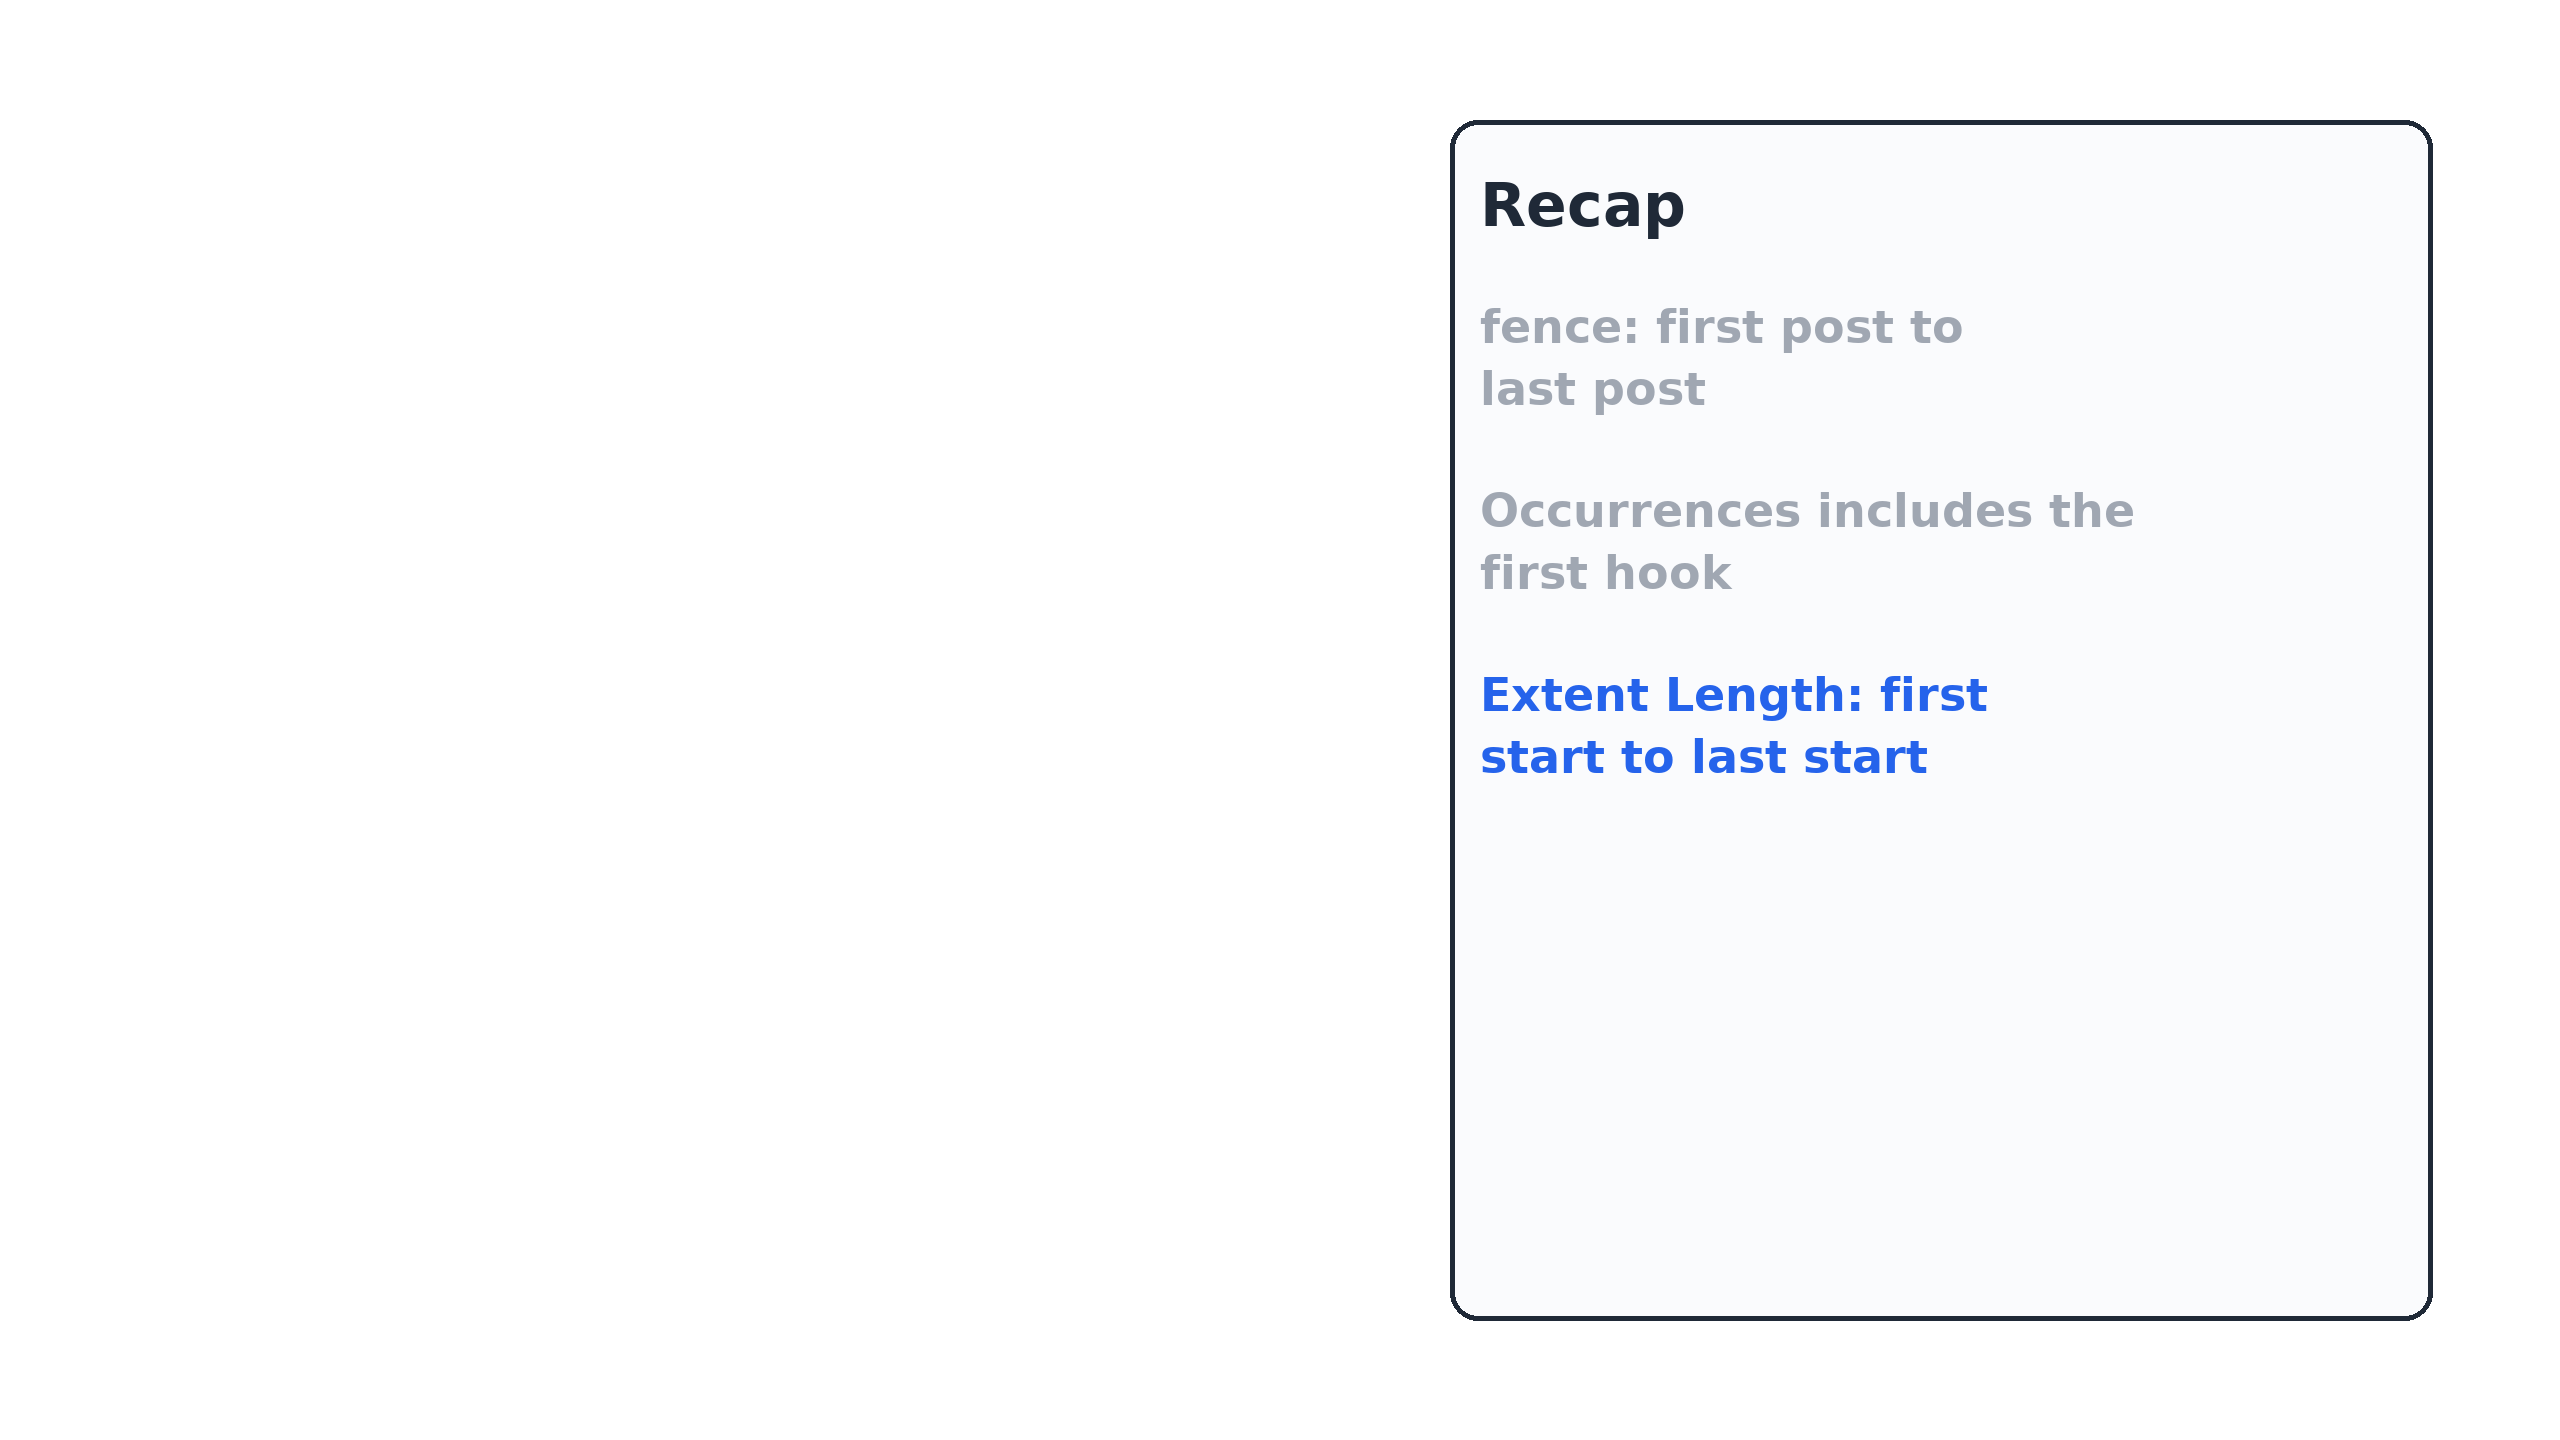 Recap
fence: first post to
last post
Occurrences includes the
first hook
Extent Length: first
start to last start